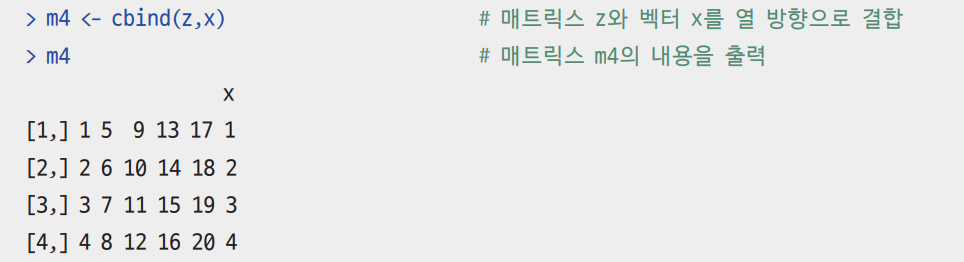 > m4 <- cbind(z,x) # 매트릭스 z와 벡터 x를 열 방향으로 결합
> m4 # 매트릭스 m4의 내용을 출력
x
[1,] 1 5 9 13 17 1
[2,] 2 6 10 14 18 2
[3,] 3 7 11 15 19 3
[4,] 4 8 12 16 20 4